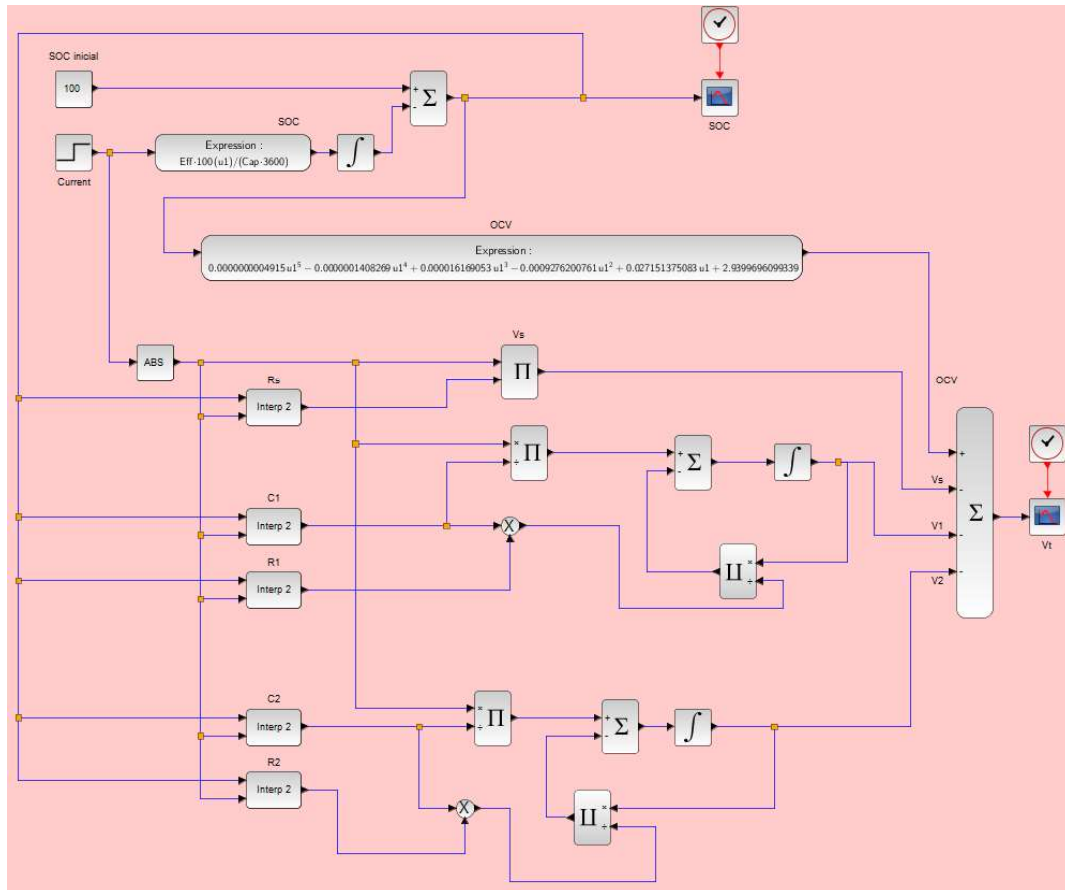 SOC inicial
100
+
-
Σ
SOC
SOC
Expression :
Eff·100(u1)/(Cap·3600)
∫
Current
OCV
Expression :
0.0000000004915 u1⁵ − 0.0000001408269 u1⁴ + 0.000016169053 u1³ − 0.0009276200761 u1² + 0.027151375083 u1 + 2.9399696099339
Vs
ABS
Π
OCV
Rs
Interp 2
×
÷
Π
+
-
Σ
∫
+
Vs
-
C1
Interp 2
X
Σ
V1
-
Vt
R1
Interp 2
Π
×
÷
V2
-
C2
Interp 2
×
÷
Π
+
-
Σ
∫
R2
Interp 2
X
Π
×
÷